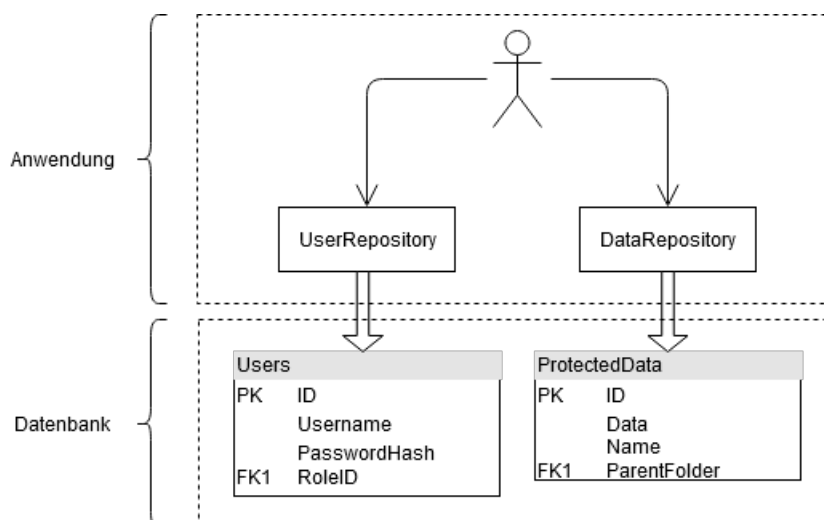 Anwendung
UserRepository
DataRepository
Datenbank
Users
PK ID
Username
PasswordHash
FK1 RoleID
ProtectedData
PK ID
Data
Name
FK1 ParentFolder